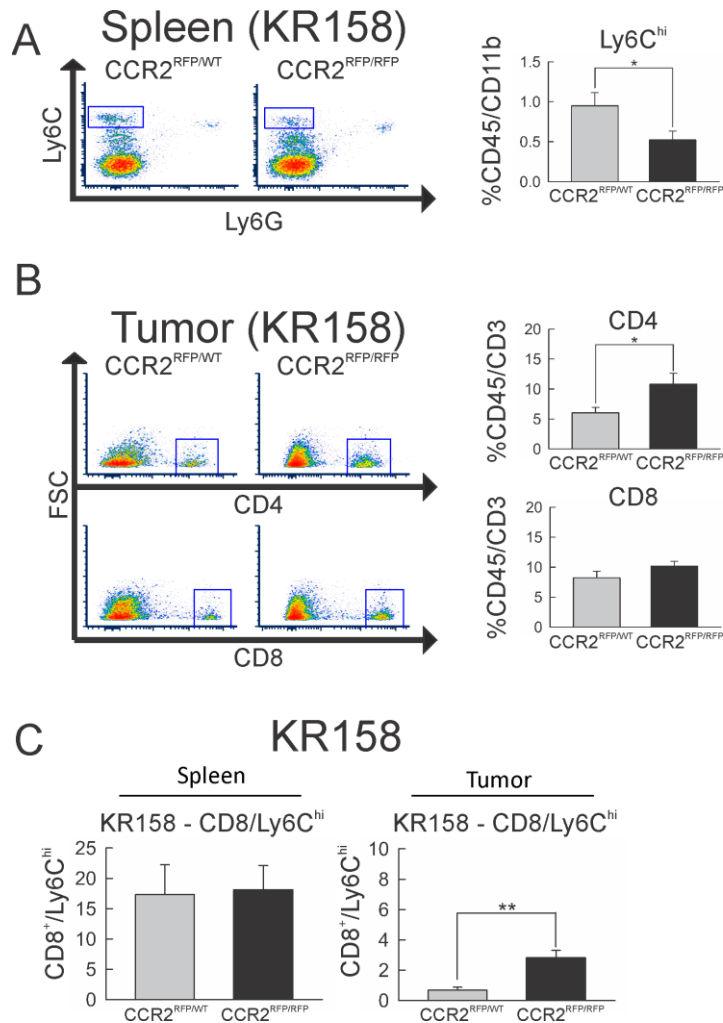 A
Spleen (KR158)
CCR2RFP/WT
CCR2RFP/RFP
Ly6C
Ly6G
Ly6Chi
%CD45/CD11b
1.5
1.0
0.5
0.0
*
CCR2RFP/WT CCR2RFP/RFP
B
Tumor (KR158)
CCR2RFP/WT
CCR2RFP/RFP
FSC
CD4
CD8
CD4
%CD45/CD3
20
15
10
5
0
*
CCR2RFP/WT CCR2RFP/RFP
CD8
%CD45/CD3
20
15
10
5
0
CCR2RFP/WT CCR2RFP/RFP
C
KR158
Spleen
KR158 - CD8/Ly6Chi
CD8+/Ly6Chi
25
20
15
10
5
0
CCR2RFP/WT CCR2RFP/RFP
Tumor
KR158 - CD8/Ly6Chi
CD8+/Ly6Chi
10
8
6
4
2
0
**
CCR2RFP/WT CCR2RFP/RFP